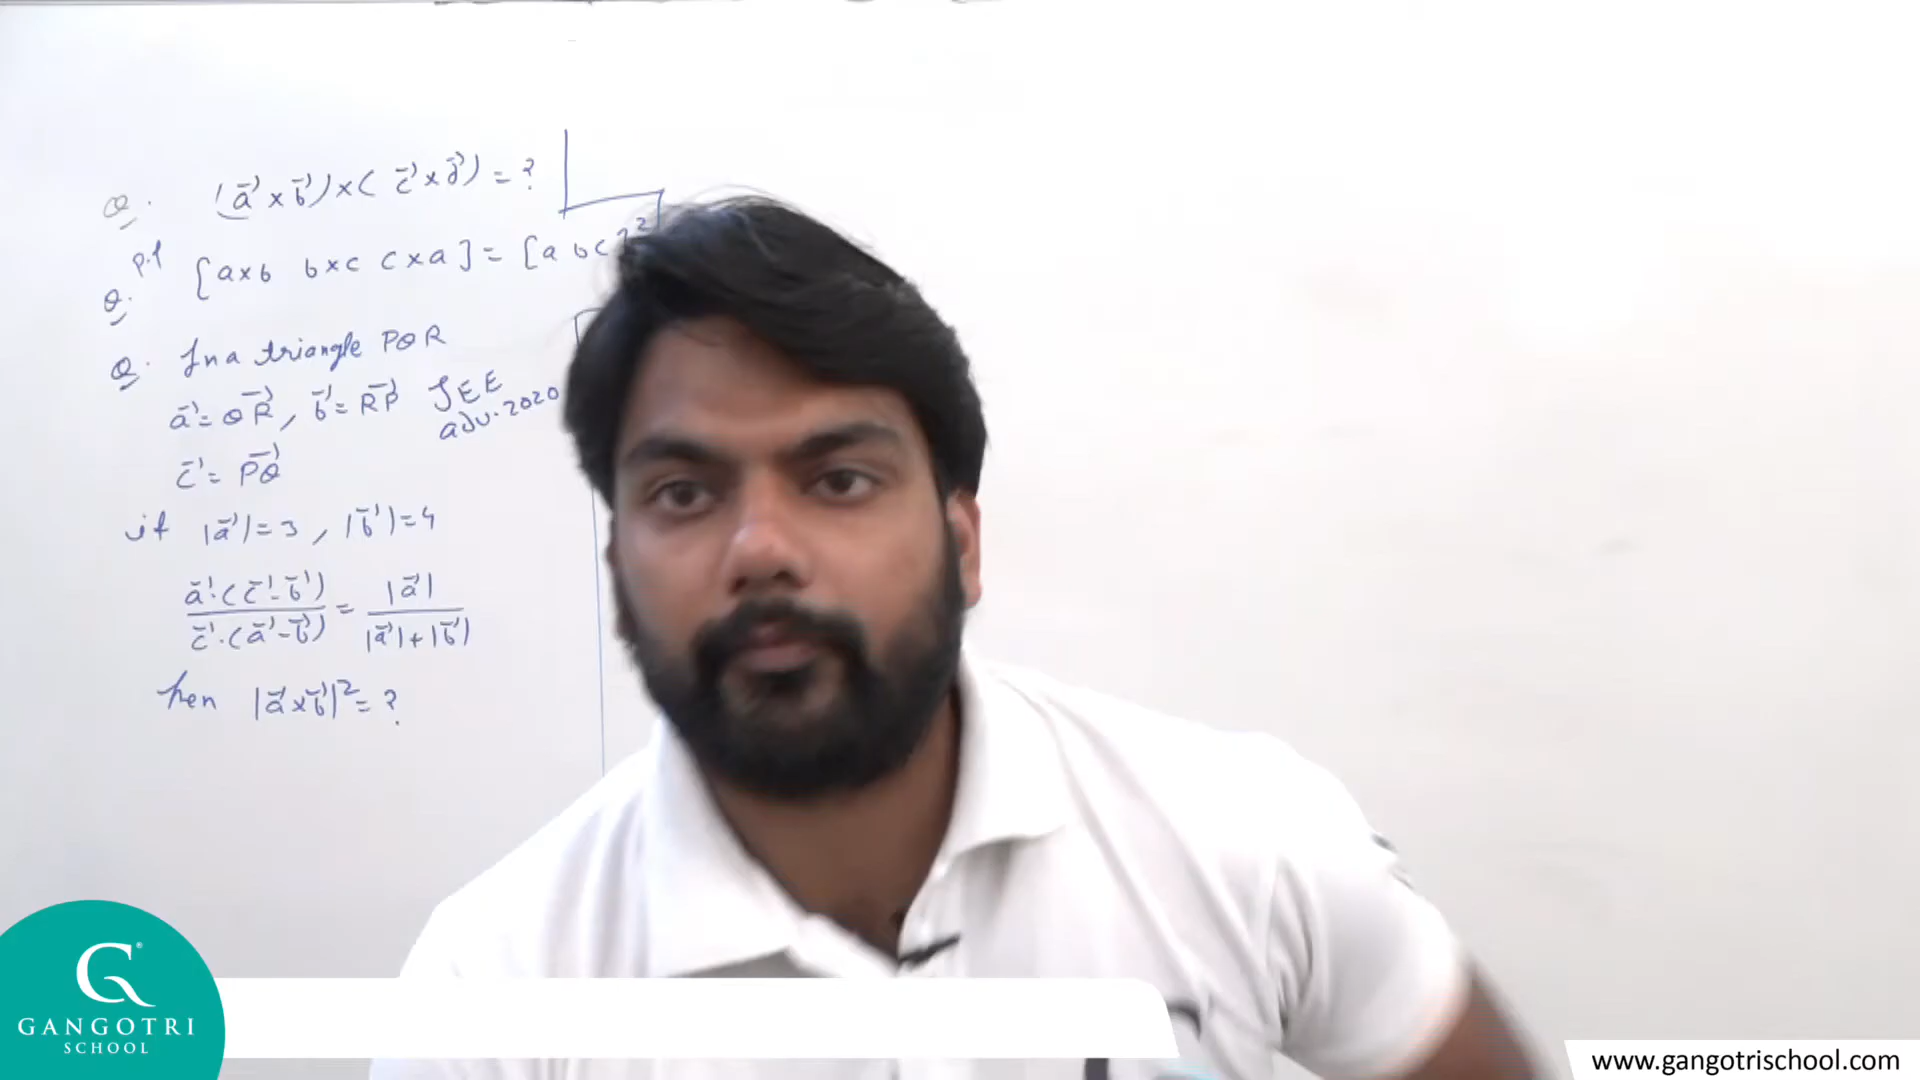 Q. (a⃗ × b⃗) × ( c⃗ × d⃗) = ?
p.t [a×b b×c c×a] = [a b c]²
Q.
Q. In a triangle PQR
a⃗ = QR⃗, b⃗ = RP⃗ JEE
adv. 2020
c⃗ = PQ⃗
if |a⃗| = 3, |b⃗| = 4
a⃗·(c⃗ - b⃗) / c⃗·(a⃗ - b⃗) = |a⃗| / |a⃗| + |b⃗|
then |a⃗ × b⃗|² = ?
G®
GANGOTRI
SCHOOL
www.gangotrischool.com